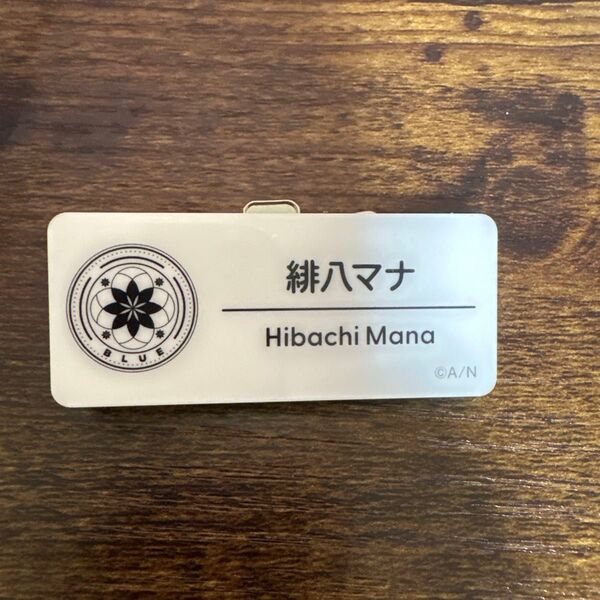 緋八マナ
Hibachi Mana
BLUE
©A/N